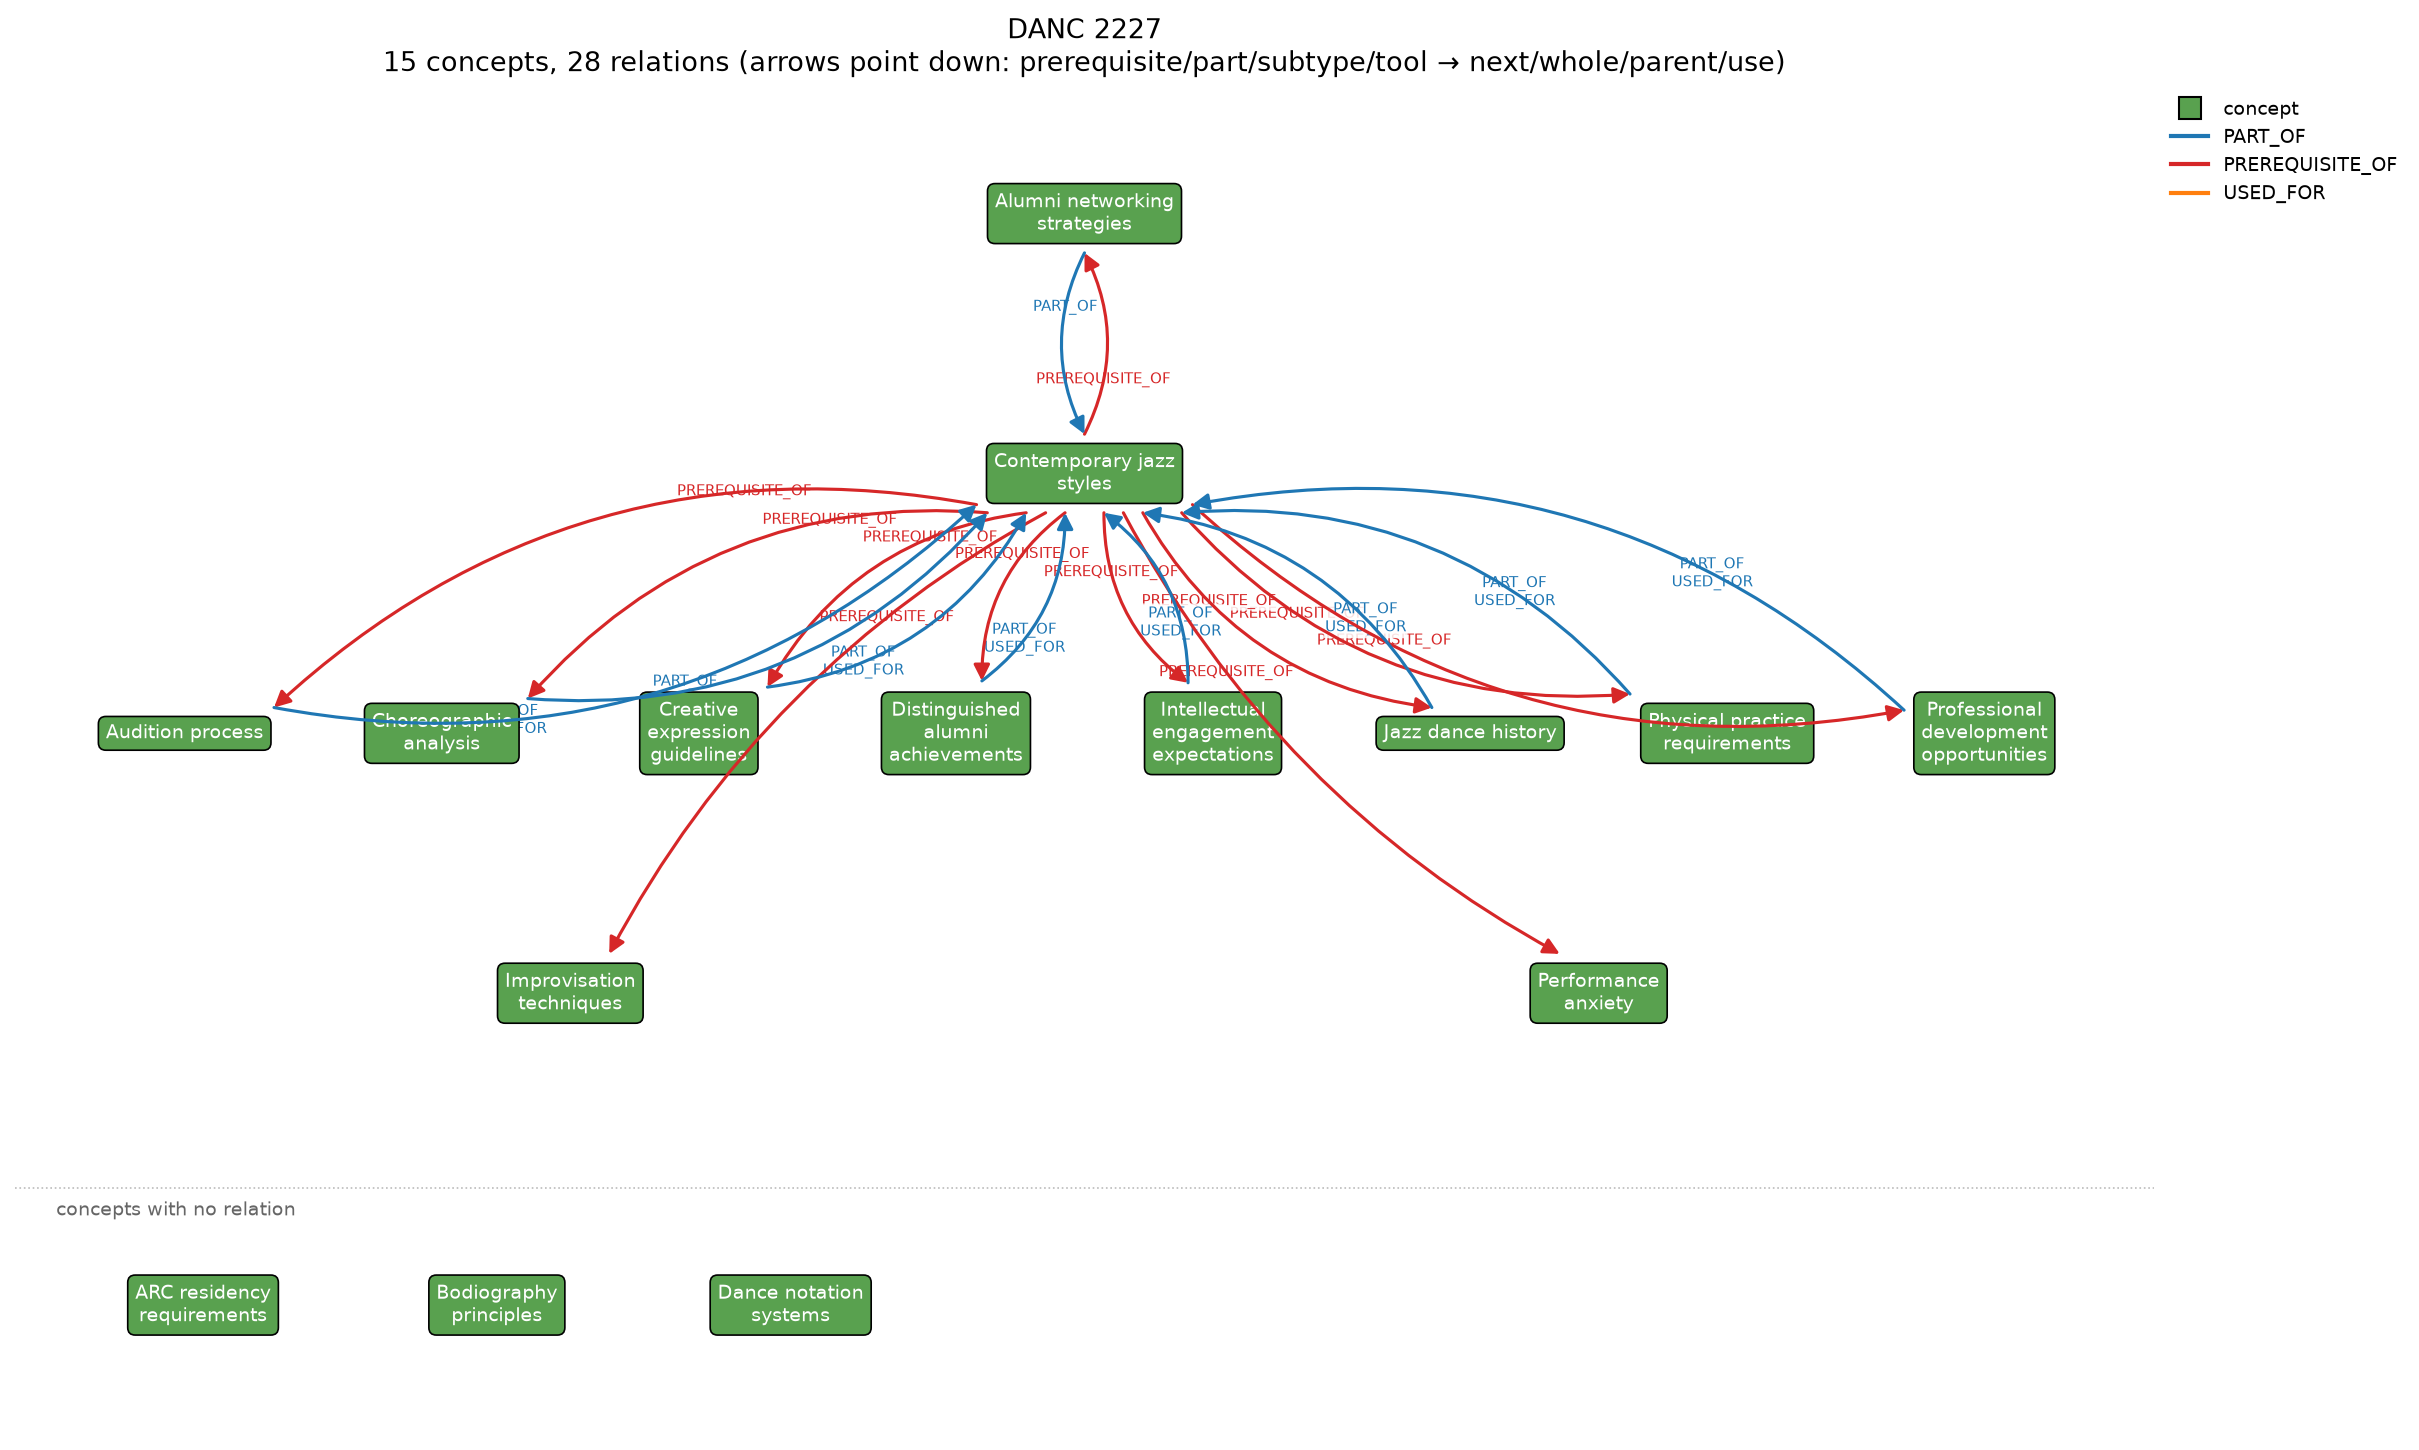 DANC 2227
15 concepts, 28 relations (arrows point down: prerequisite/part/subtype/tool → next/whole/parent/use)
concept
PART_OF
PREREQUISITE_OF
USED_FOR
Alumni networking
strategies
PART_OF
PREREQUISITE_OF
Contemporary jazz
styles
PREREQUISITE_OF
PREREQUISITE_OF
PREREQUISITE_OF
PREREQUISITE_OF
PREREQUISITE_OF
PREREQUISITE_OF
PREREQUISITE_OF
PREREQUISIT
PREREQUISITE_OF
PREREQUISITE_OF
PART_OF
USED_FOR
PART_OF
USED_FOR
PART_OF
USED_FOR
PART_OF
USED_FOR
PART_OF
USED_FOR
PART_OF
USED_FOR
PART_OF
OF
FOR
Audition process
Choreographic
analysis
Creative
expression
guidelines
Distinguished
alumni
achievements
Intellectual
engagement
expectations
Jazz dance history
Physical practice
requirements
Professional
development
opportunities
Improvisation
techniques
Performance
anxiety
concepts with no relation
ARC residency
requirements
Bodiography
principles
Dance notation
systems